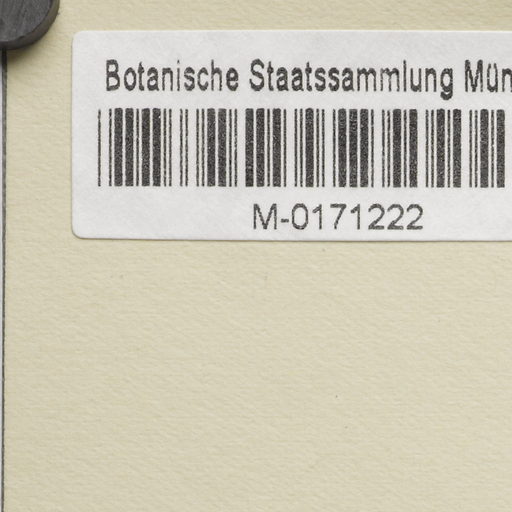 Botanische Staatssammlung Mün
M-0171222